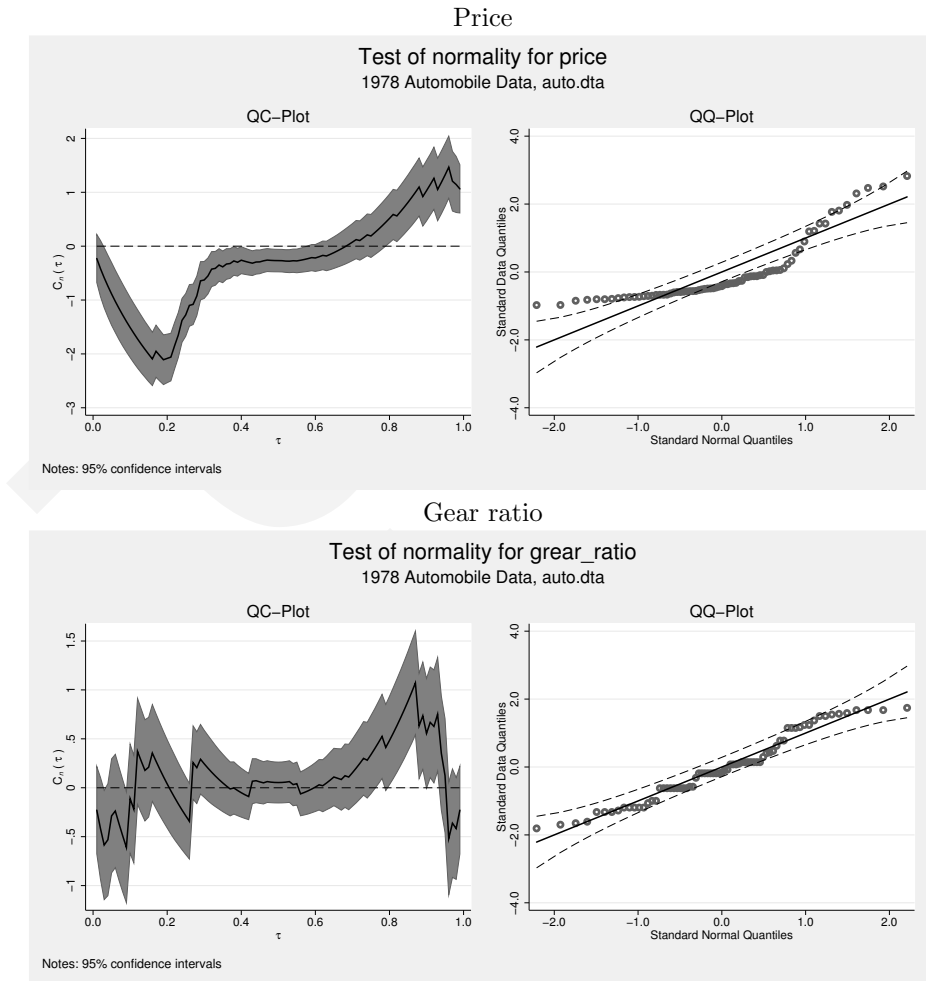 Price
Test of normality for price
1978 Automobile Data, auto.dta
QC−Plot
2
1
0
−1
−2
−3
Cn ( τ )
0.0 0.2 0.4 0.6 0.8 1.0
τ
QQ−Plot
4.0
2.0
0.0
−2.0
−4.0
Standard Data Quantiles
−2.0 −1.0 0.0 1.0 2.0
Standard Normal Quantiles
Notes: 95% confidence intervals
Gear ratio
Test of normality for grear_ratio
1978 Automobile Data, auto.dta
QC−Plot
1.5
1
.5
0
−.5
−1
Cn ( τ )
0.0 0.2 0.4 0.6 0.8 1.0
τ
QQ−Plot
4.0
2.0
0.0
−2.0
−4.0
Standard Data Quantiles
−2.0 −1.0 0.0 1.0 2.0
Standard Normal Quantiles
Notes: 95% confidence intervals